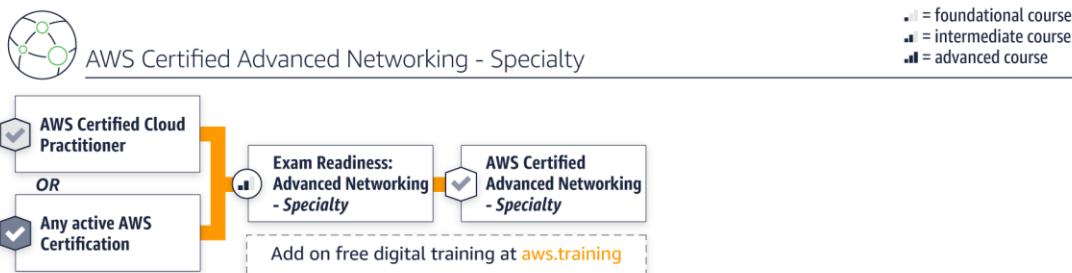 = foundational course
= intermediate course
= advanced course
AWS Certified Advanced Networking - Specialty
AWS Certified Cloud
Practitioner
OR
Any active AWS
Certification
Exam Readiness:
Advanced Networking
- Specialty
AWS Certified
Advanced Networking
- Specialty
Add on free digital training at aws.training